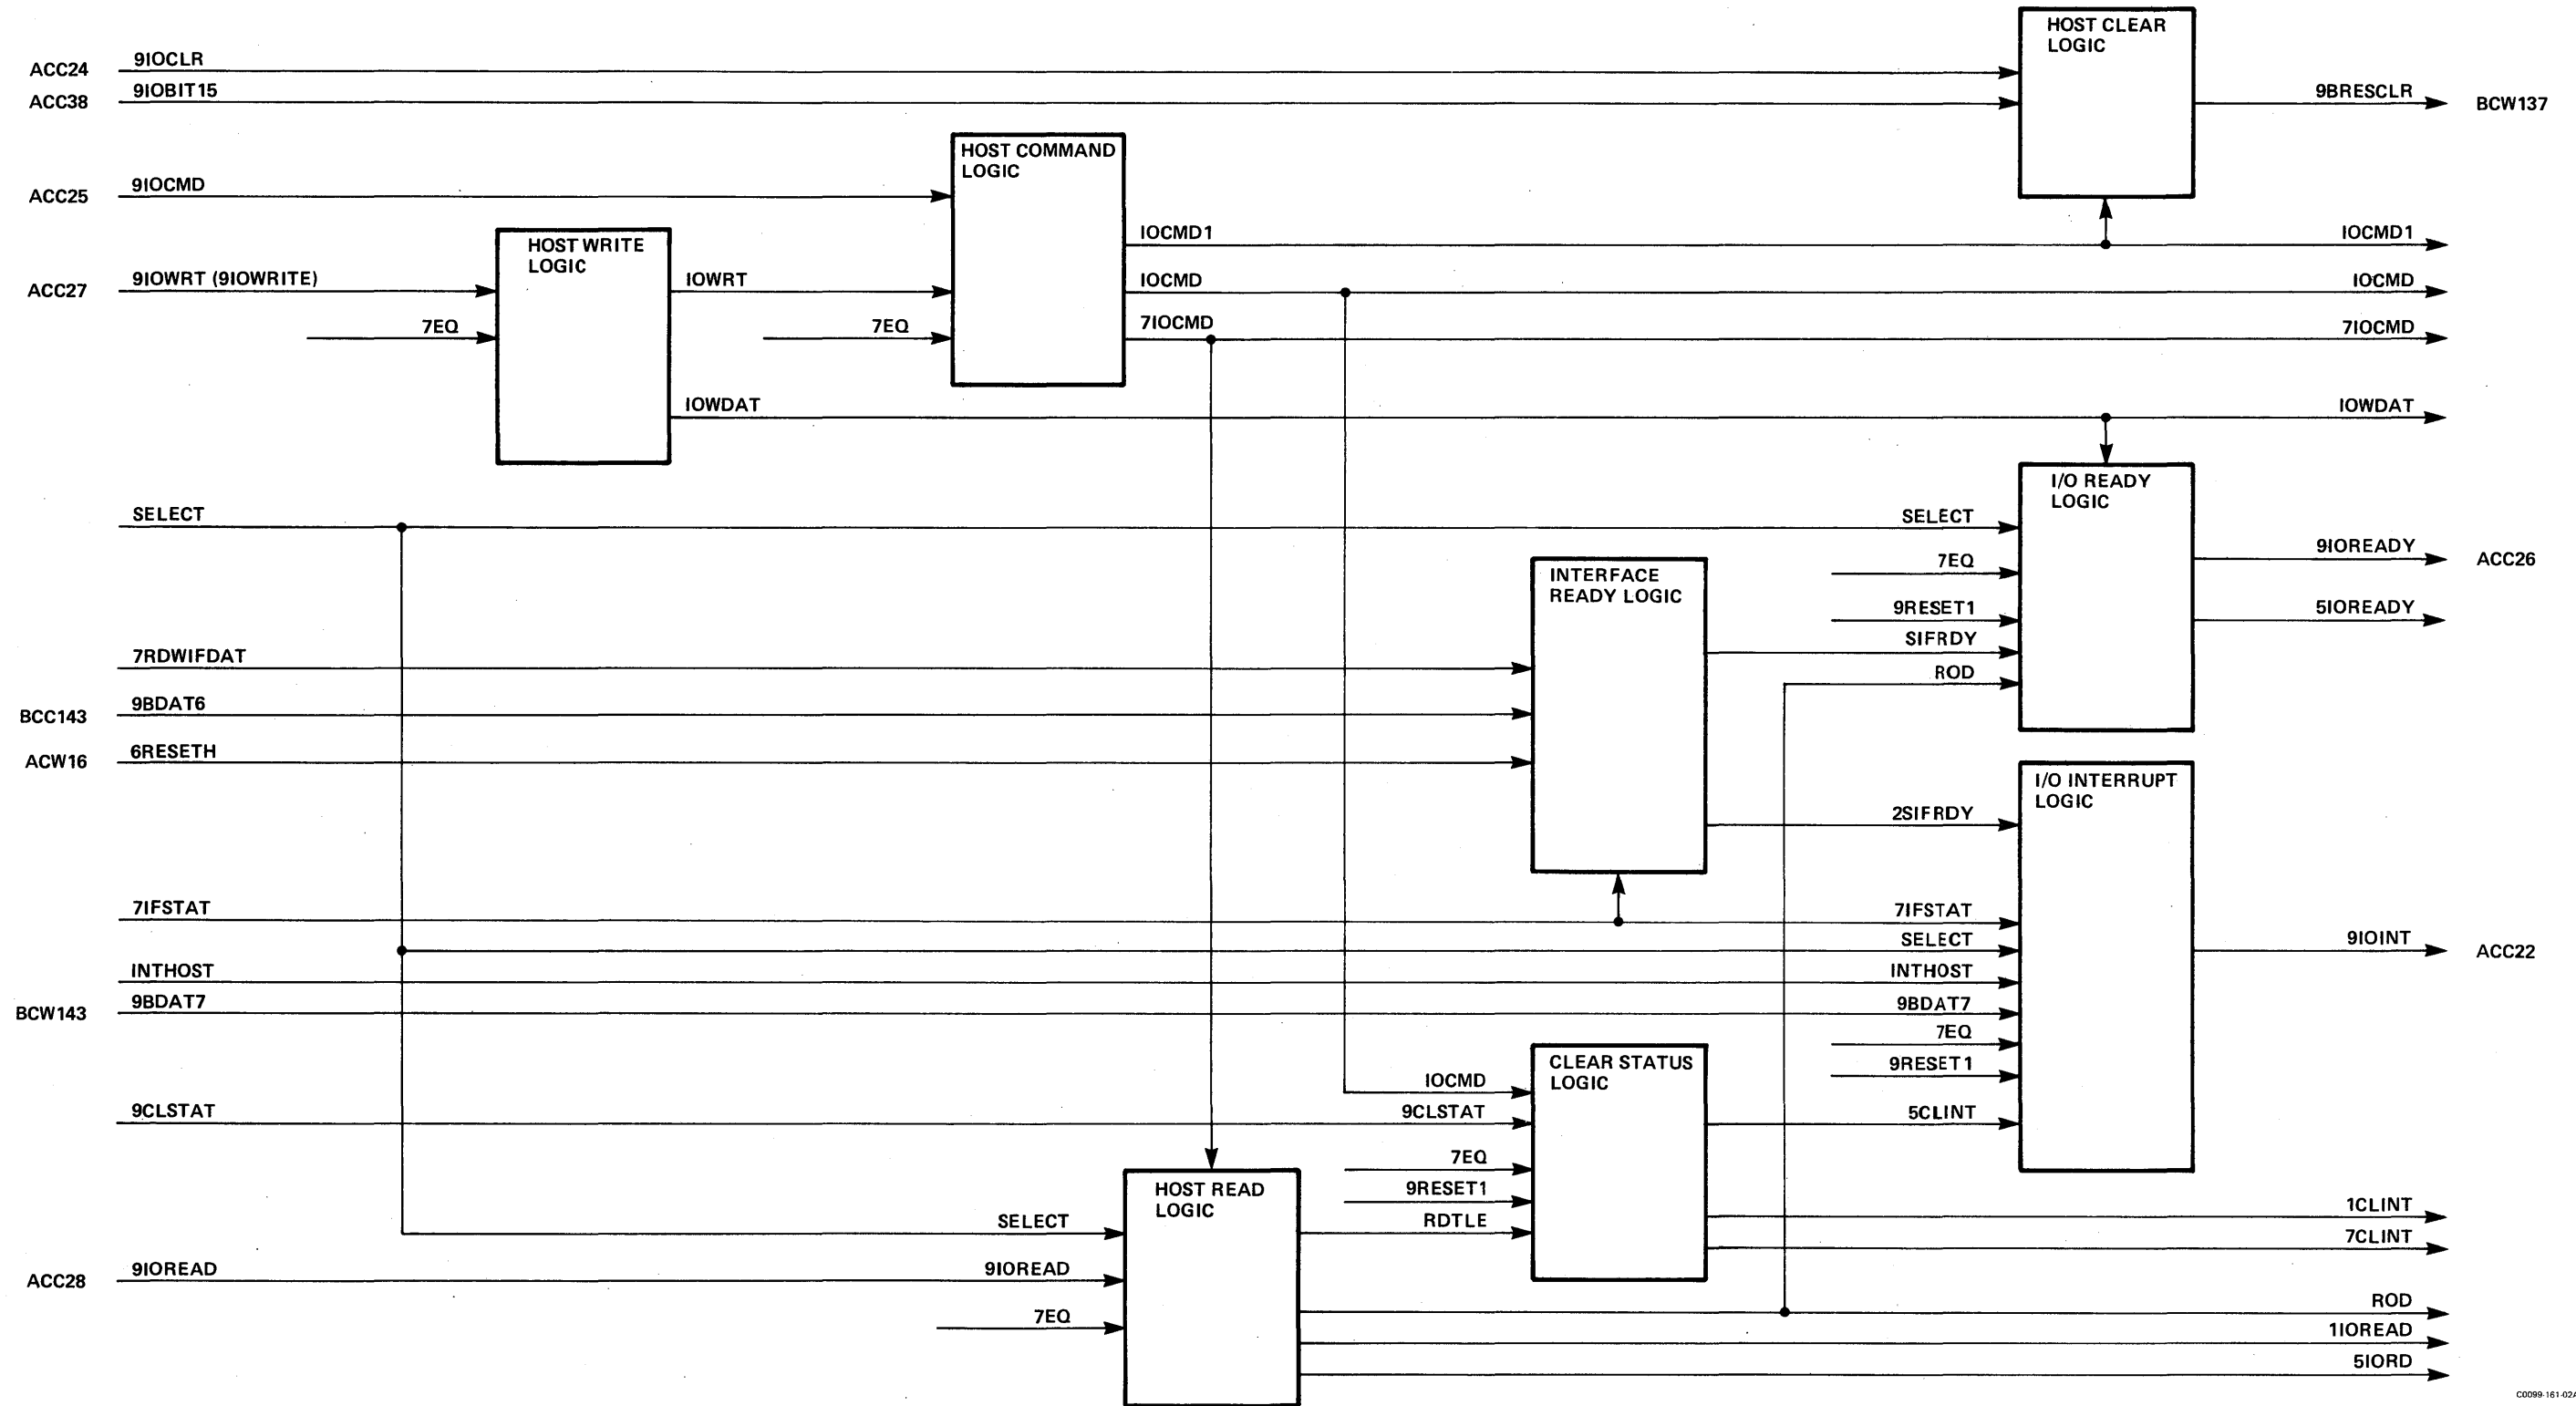 HOST CLEAR
LOGIC
ACC24 9IOCLR
ACC38 9IOBIT15
9BRESCLR BCW137
HOST COMMAND
LOGIC
ACC25 9IOCMD
HOST WRITE
LOGIC
IOCMD1 IOCMD1
ACC27 9IOWRT (9IOWRITE) IOWRT IOCMD IOCMD
7EQ 7EQ 7IOCMD 7IOCMD
IOWDAT IOWDAT
I/O READY
LOGIC
SELECT SELECT
9IOREADY ACC26
7EQ
INTERFACE
READY LOGIC
9RESET1 5IOREADY
SIFRDY
7RDWIFDAT
ROD
BCC143 9BDAT6
ACW16 6RESETH
I/O INTERRUPT
LOGIC
2SIFRDY
7IFSTAT 7IFSTAT
SELECT 9IOINT ACC22
INTHOST INTHOST
BCW143 9BDAT7 9BDAT7
7EQ
CLEAR STATUS
LOGIC
9RESET1
IOCMD
9CLSTAT 9CLSTAT 5CLINT
7EQ
HOST READ
LOGIC
9RESET1
1CLINT
SELECT RDTLE
7CLINT
ACC28 9IOREAD 9IOREAD
ROD
7EQ
1IOREAD
5IORD
C0099-161-02A